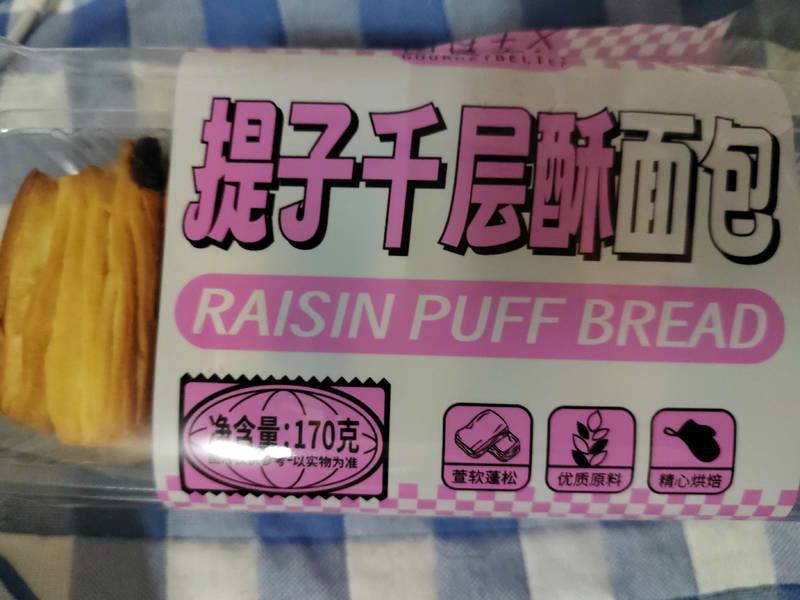 提子千层酥面包
RAISIN PUFF BREAD
净含量:170克
以实物为准
萱软蓬松
优质原料
精心烘焙